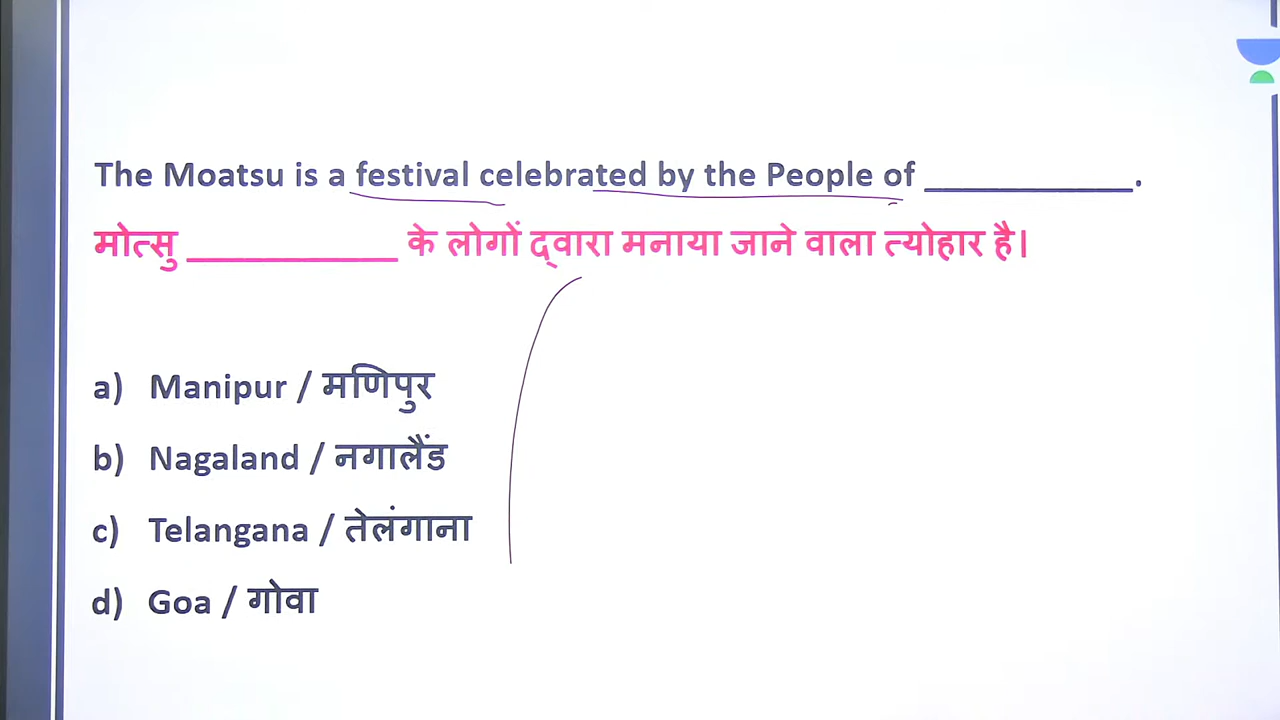 The Moatsu is a festival celebrated by the People of ____________.
मोत्सु ____________ के लोगों द्वारा मनाया जाने वाला त्योहार है।
a) Manipur / मणिपुर
b) Nagaland / नगालैंड
c) Telangana / तेलंगाना
d) Goa / गोवा